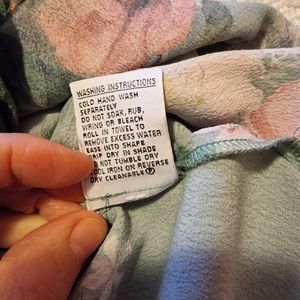 WASHING INSTRUCTIONS
COLD HAND WASH
SEPARATELY
DO NOT SOAK, RUB,
WRING OR BLEACH
ROLL IN TOWEL TO
REMOVE EXCESS WATER
EASE INTO SHAPE
DRIP DRY IN SHADE
DO NOT TUMBLE DRY
COOL IRON ON REVERSE
DRY CLEANABLE Ⓟ